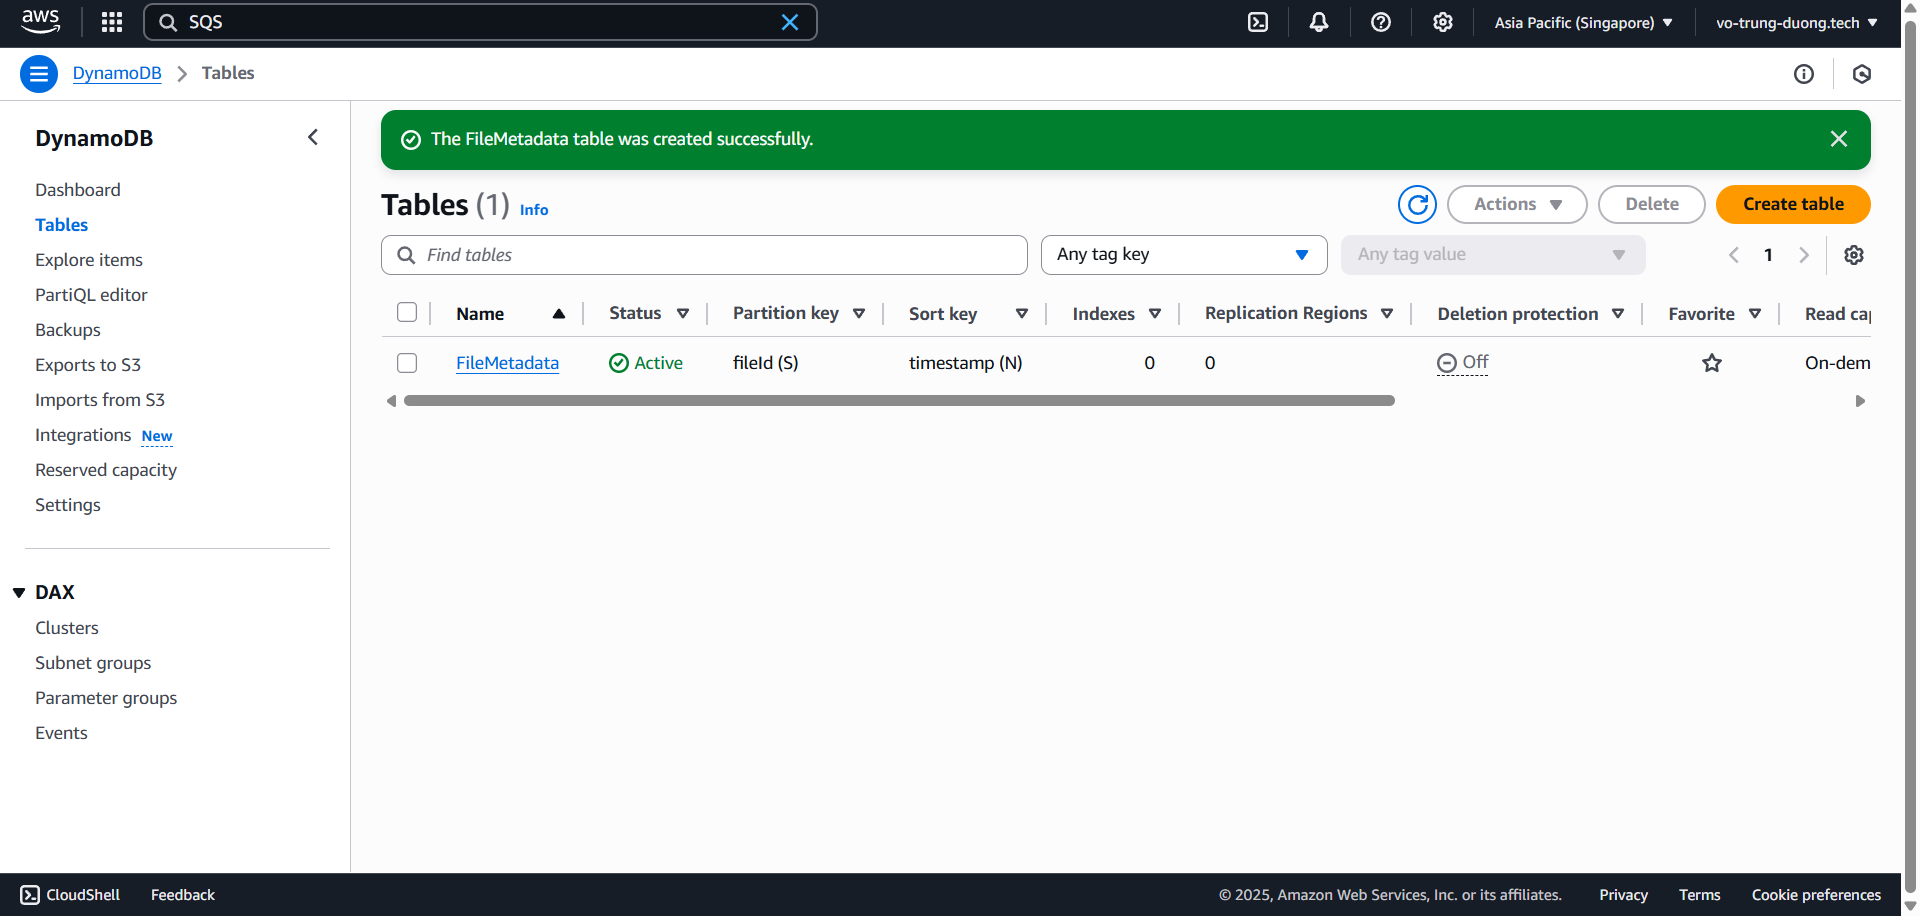 aws
SQS
Asia Pacific (Singapore)
vo-trung-duong.tech
DynamoDB
Tables
DynamoDB
Dashboard
Tables
Explore items
PartiQL editor
Backups
Exports to S3
Imports from S3
Integrations New
Reserved capacity
Settings
DAX
Clusters
Subnet groups
Parameter groups
Events
The FileMetadata table was created successfully.
Tables (1) Info
Actions
Delete
Create table
Find tables
Any tag key
Any tag value
1
Name Status Partition key Sort key Indexes Replication Regions Deletion protection Favorite Read cap
FileMetadata Active fileId (S) timestamp (N) 0 0 Off On-dem
CloudShell
Feedback
© 2025, Amazon Web Services, Inc. or its affiliates.
Privacy
Terms
Cookie preferences